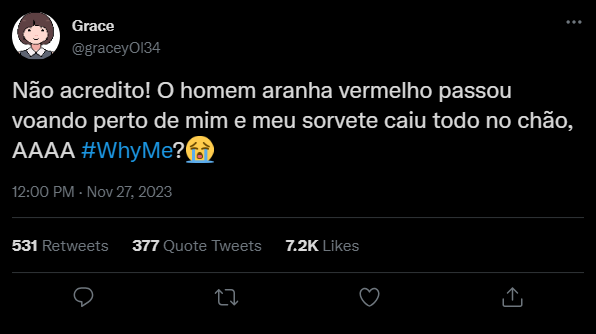 Grace
@graceyOl34
Não acredito! O homem aranha vermelho passou
voando perto de mim e meu sorvete caiu todo no chão,
AAAA #WhyMe?😭
12:00 PM · Nov 27, 2023
531 Retweets 377 Quote Tweets 7.2K Likes